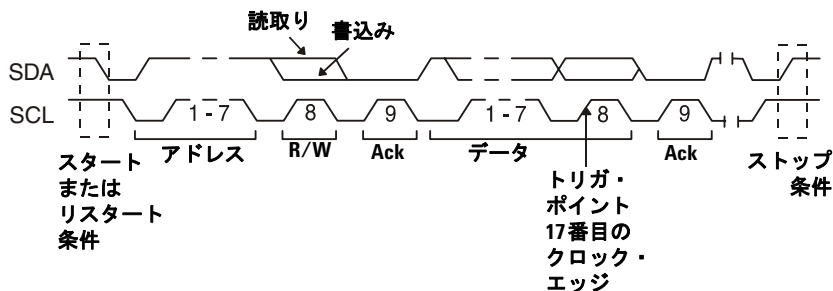 読取り
書込み
SDA
SCL
1 - 7
8
9
1 - 7
8
9
アドレス
R/W
Ack
データ
Ack
スタート
または
リスタート
条件
トリガ・
ポイント
17番目の
クロック・
エッジ
ストップ
条件